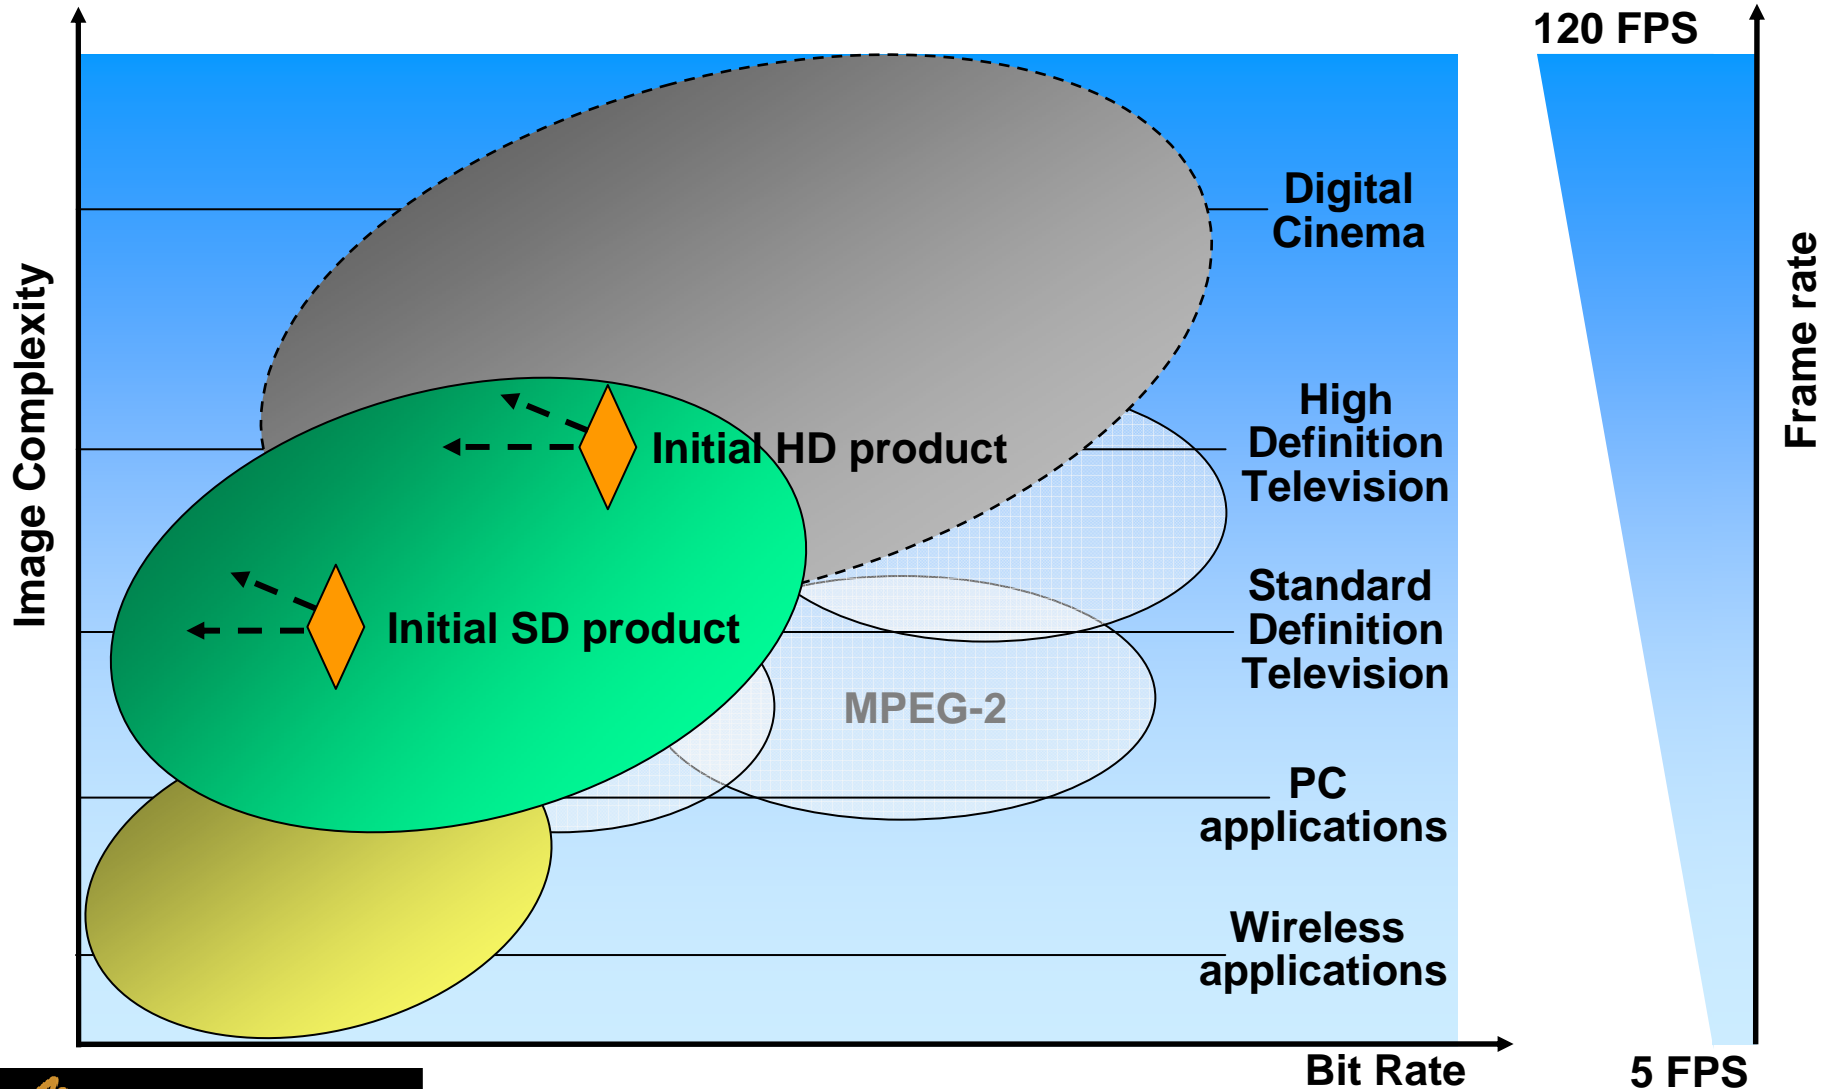 120 FPS
Digital
Cinema
Image Complexity
Frame rate
High
Definition
Television
Initial HD product
Standard
Definition
Television
Initial SD product
MPEG-2
PC
applications
Wireless
applications
Bit Rate
5 FPS